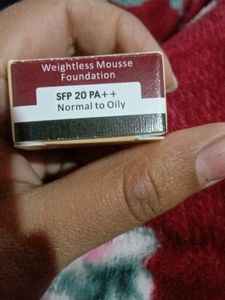 Weightless Mousse
Foundation
SFP 20 PA++
Normal to Oily